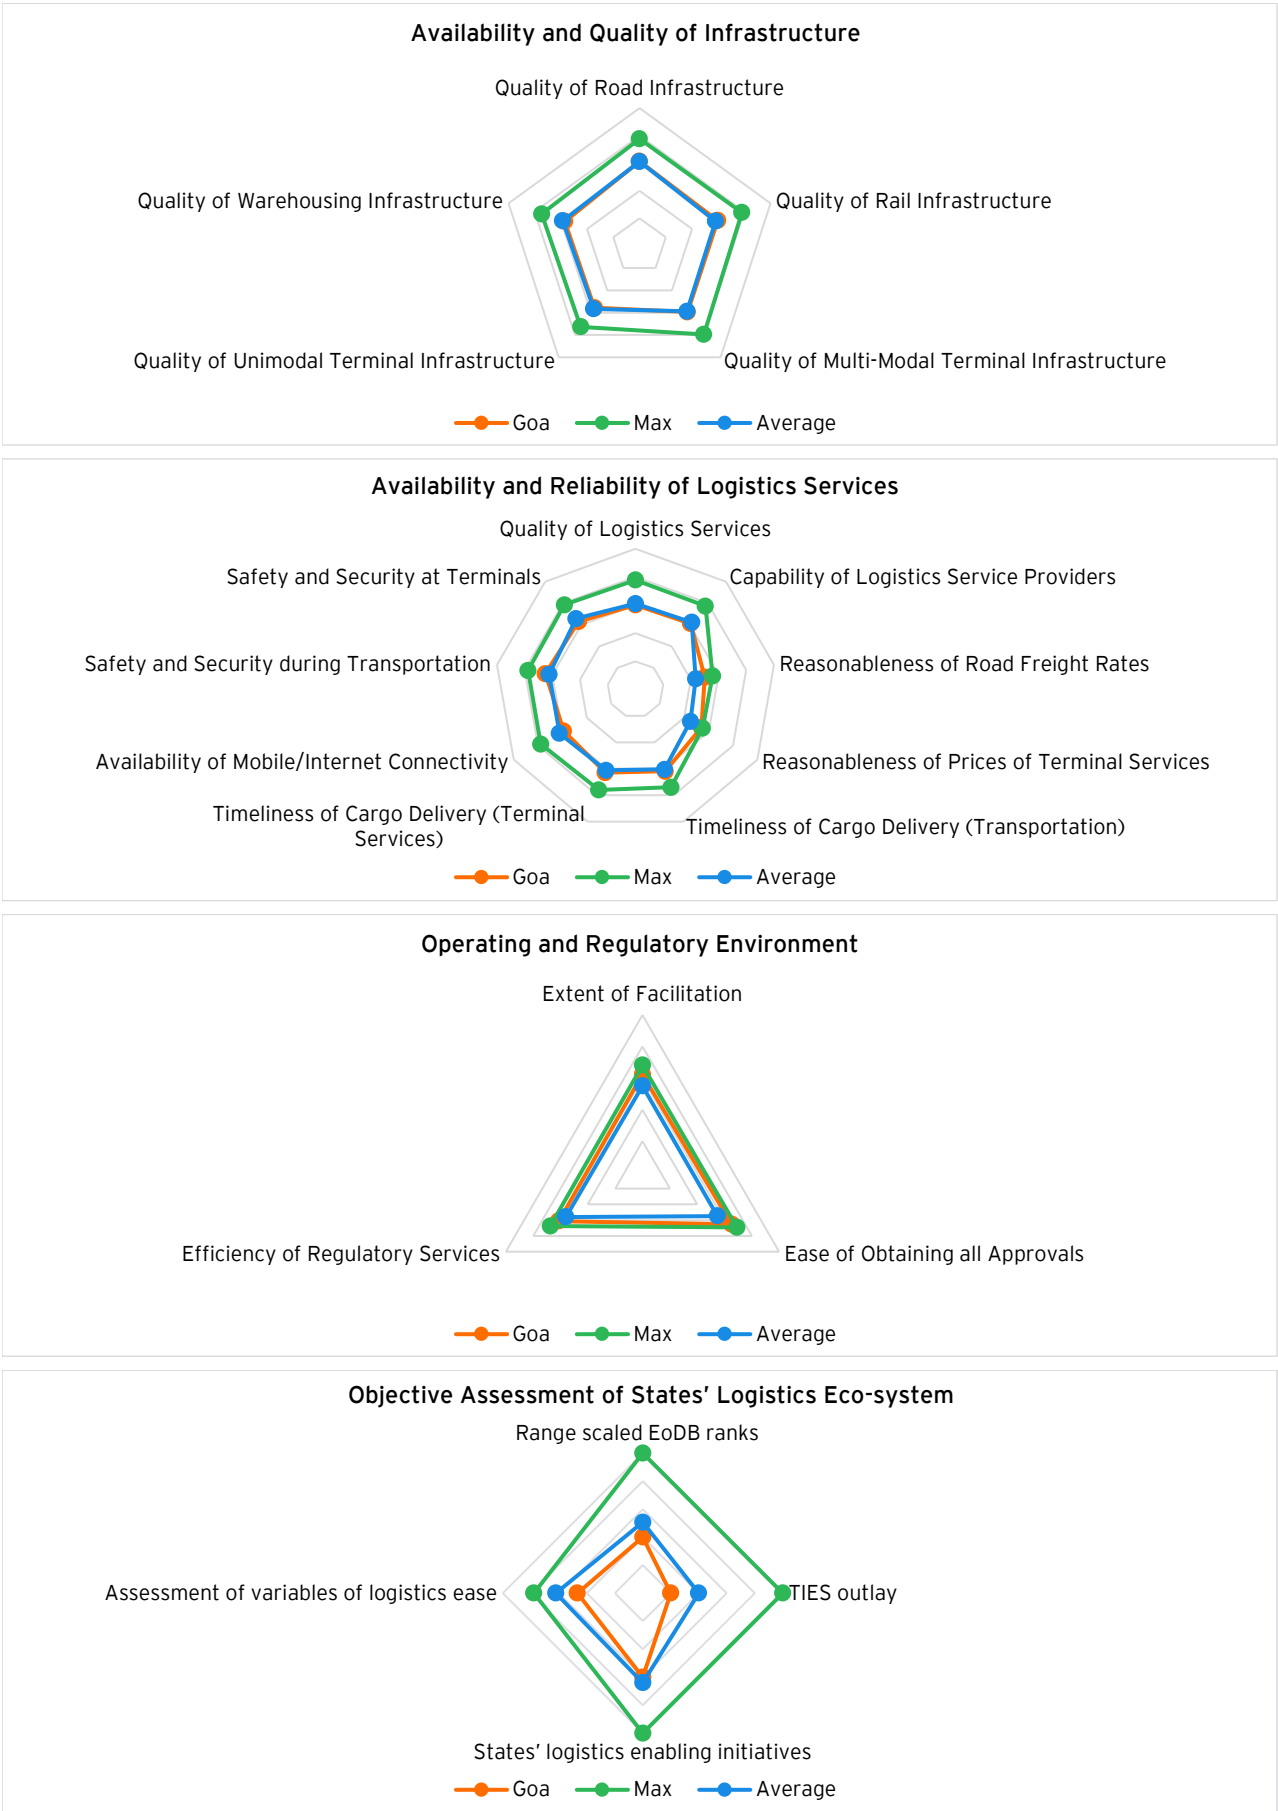 Availability and Quality of Infrastructure
Quality of Road Infrastructure
Quality of Warehousing Infrastructure
Quality of Rail Infrastructure
Quality of Unimodal Terminal Infrastructure
Quality of Multi-Modal Terminal Infrastructure
Goa Max Average
Availability and Reliability of Logistics Services
Quality of Logistics Services
Safety and Security at Terminals
Capability of Logistics Service Providers
Safety and Security during Transportation
Reasonableness of Road Freight Rates
Availability of Mobile/Internet Connectivity
Reasonableness of Prices of Terminal Services
Timeliness of Cargo Delivery (Terminal
Services)
Timeliness of Cargo Delivery (Transportation)
Goa Max Average
Operating and Regulatory Environment
Extent of Facilitation
Efficiency of Regulatory Services
Ease of Obtaining all Approvals
Goa Max Average
Objective Assessment of States’ Logistics Eco-system
Range scaled EoDB ranks
Assessment of variables of logistics ease
TIES outlay
States’ logistics enabling initiatives
Goa Max Average